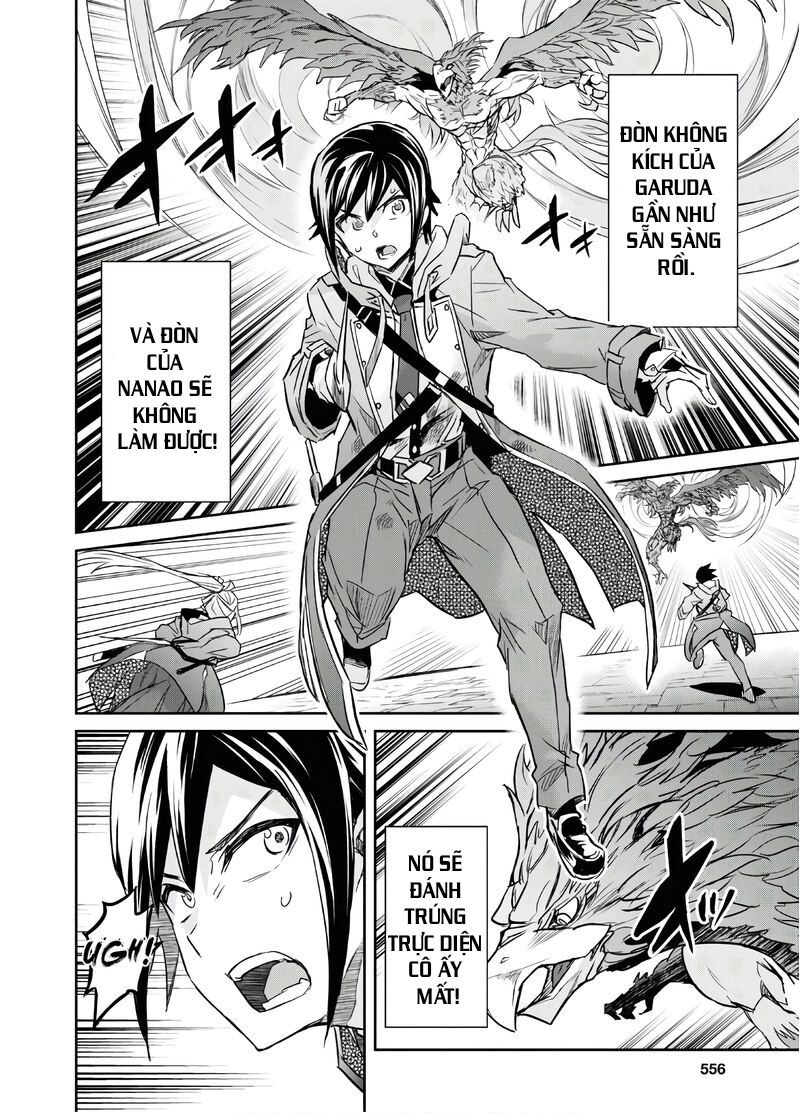 ĐÒN KHÔNG
KÍCH CỦA
GARUDA
GẦN NHƯ
SẴN SÀNG
RỒI.
VÀ ĐÒN
CỦA
NANAO SẼ
KHÔNG
LÀM ĐƯỢC!
NÓ SẼ
ĐÁNH
TRÚNG
TRỰC DIỆN
CÔ ẤY
MẤT!
UGH!
556